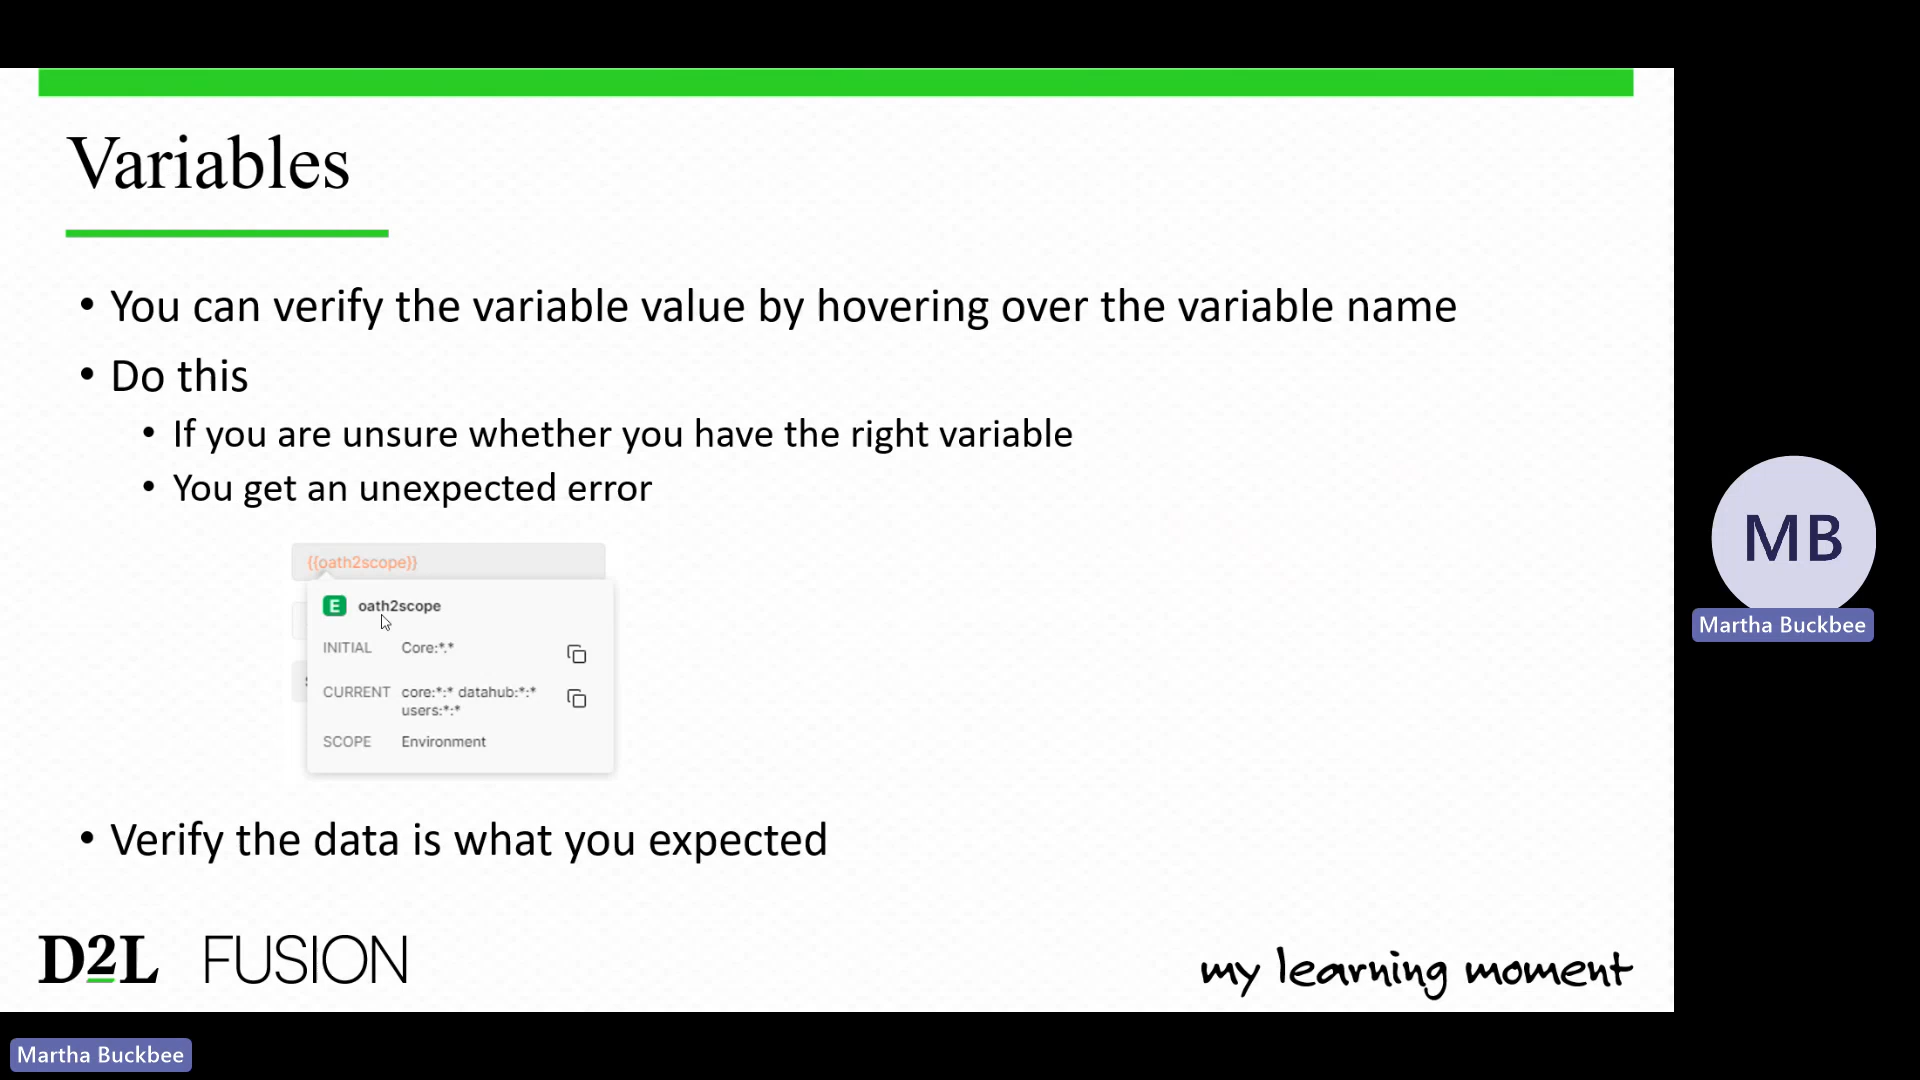 Variables
• You can verify the variable value by hovering over the variable name
• Do this
• If you are unsure whether you have the right variable
• You get an unexpected error
{{oath2scope}}
E oath2scope
INITIAL Core:*.*
CURRENT core:*:* datahub:*:*
users:*:*
SCOPE Environment
• Verify the data is what you expected
D2L FUSION
my learning moment
MB
Martha Buckbee
Martha Buckbee